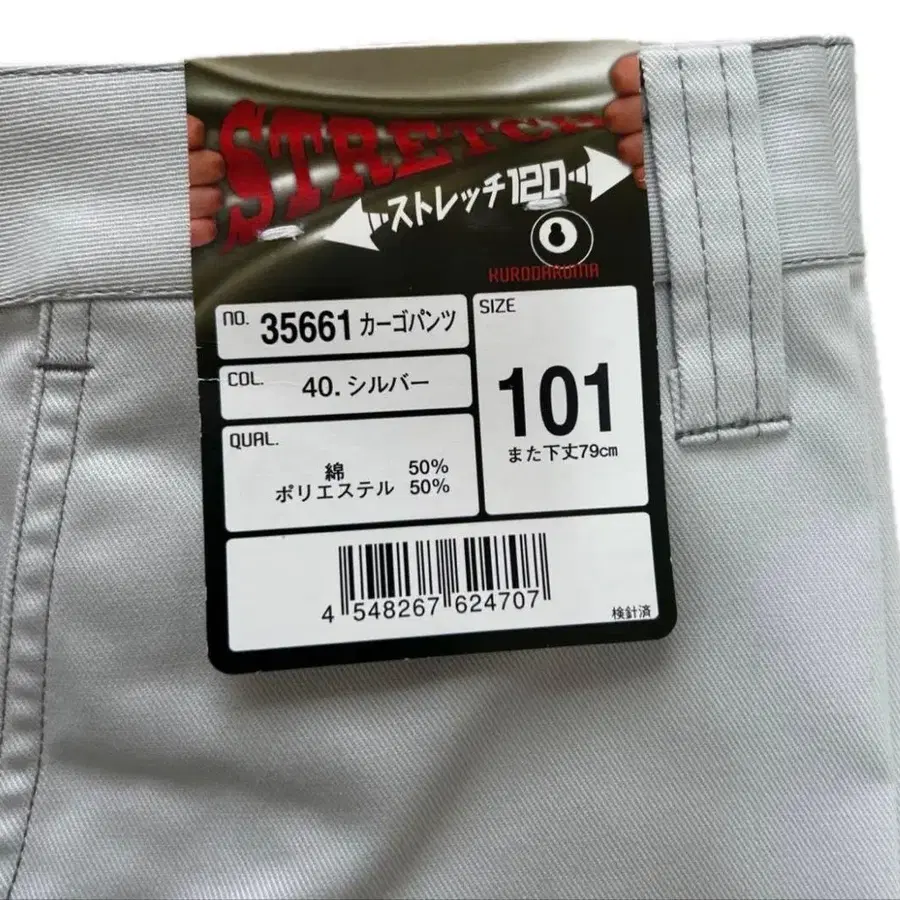 STRETCH
ストレッチ120
KURODARUMA
NO. 35661 カーゴパンツ
COL. 40.シルバー
QUAL.
綿 50%
ポリエステル 50%
SIZE
101
また下丈79cm
4 548267 624707
検針済